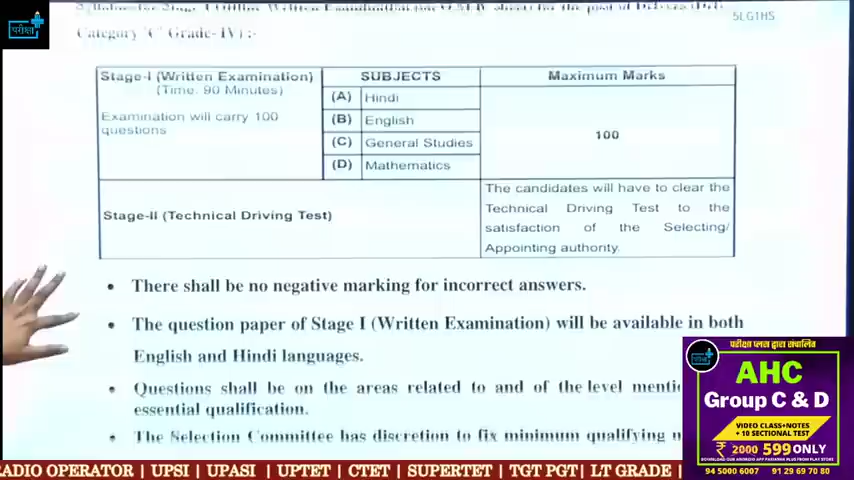 परीक्षा
5LG1HS
Category "C" Grade- IV) :-
Stage-I (Written Examination)
(Time. 90 Minutes)
Examination will carry 100
questions
SUBJECTS
(A) Hindi
(B) English
(C) General Studies
(D) Mathematics
Maximum Marks
100
Stage-II (Technical Driving Test)
The candidates will have to clear the
Technical Driving Test to the
satisfaction of the Selecting/
Appointing authority.
• There shall be no negative marking for incorrect answers.
• The question paper of Stage I (Written Examination) will be available in both
English and Hindi languages.
• Questions shall be on the areas related to and of the level menti
essential qualification.
• The Selection Committee has discretion to fix minimum qualifying
परीक्षा प्लस द्वारा संचालित
AHC
Group C & D
VIDEO CLASS+NOTES
+ 10 SECTIONAL TEST
₹ 2000 599 ONLY
94 5000 6007 91 29 69 70 80
ADIO OPERATOR | UPSI | UPASI | UPTET | CTET | SUPERTET | TGT PGT | LT GRADE |